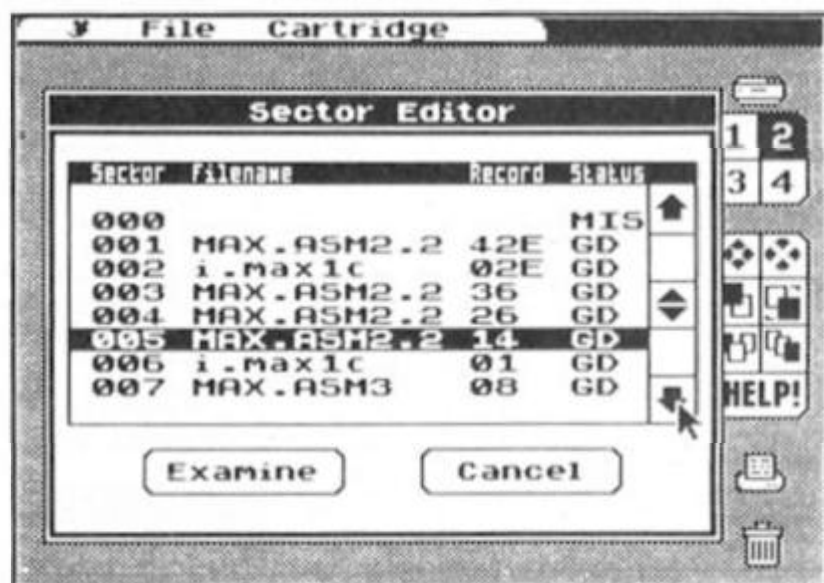 File Cartridge
Sector Editor
Sector Filename Record Status
000 MIS
001 MAX.ASM2.2 42E GD
002 i.max1c 02E GD
003 MAX.ASM2.2 36 GD
004 MAX.ASM2.2 26 GD
005 MAX.ASM2.2 14 GD
006 i.max1c 01 GD
007 MAX.ASM3 08 GD
Examine Cancel
1 2
3 4
HELP!